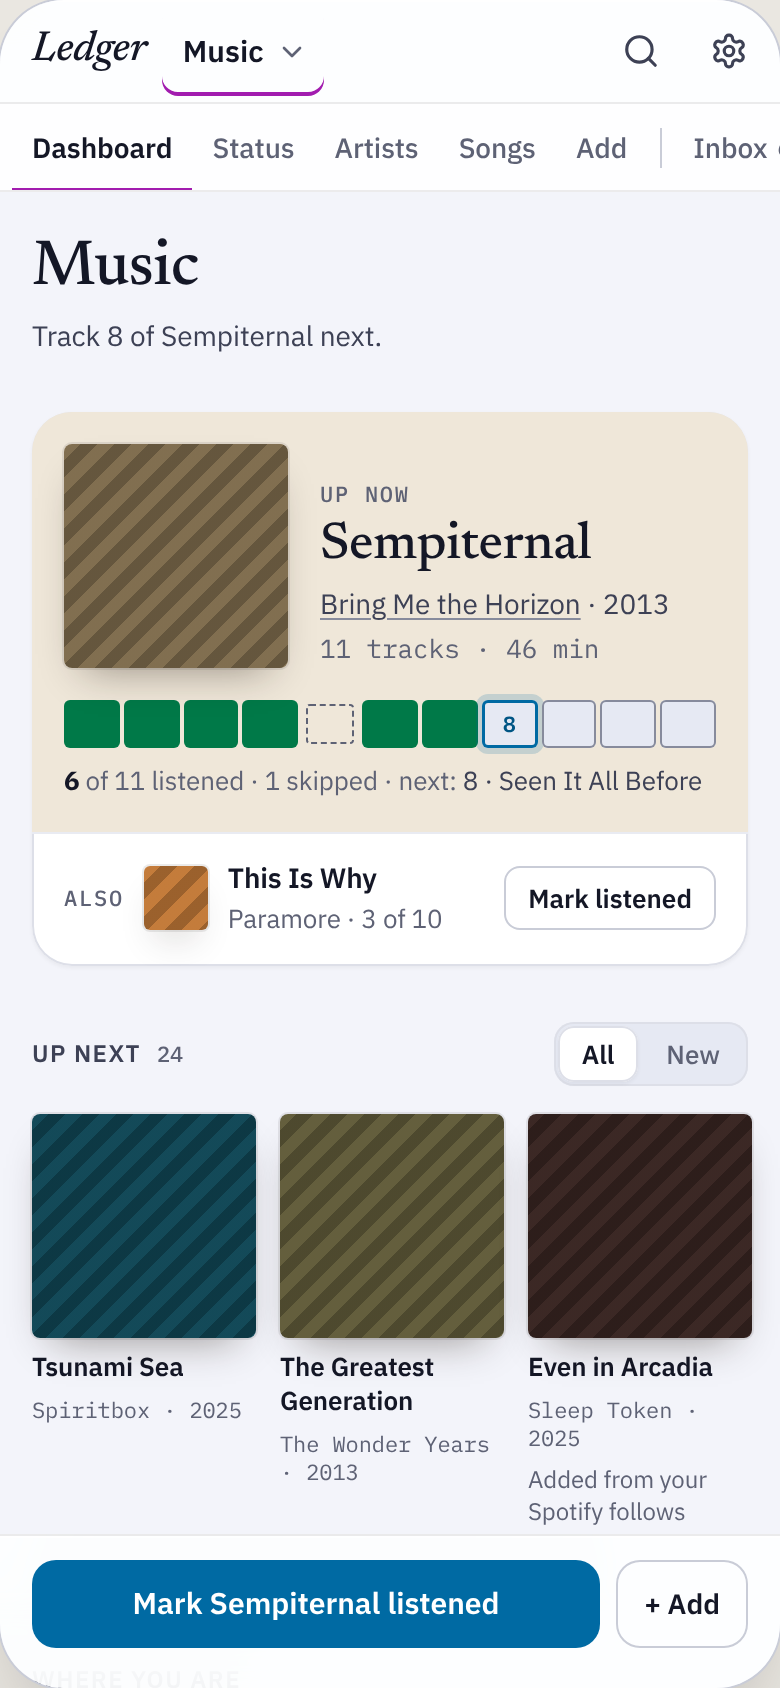 Ledger Music
Dashboard Status Artists Songs Add Inbox
Music
Track 8 of Sempiternal next.
UP NOW
Sempiternal
Bring Me the Horizon · 2013
11 tracks · 46 min
8
6 of 11 listened · 1 skipped · next: 8 · Seen It All Before
ALSO
This Is Why
Paramore · 3 of 10
Mark listened
UP NEXT 24
All New
Tsunami Sea
Spiritbox · 2025
The Greatest
Generation
The Wonder Years
· 2013
Even in Arcadia
Sleep Token ·
2025
Added from your
Spotify follows
Mark Sempiternal listened
+ Add
WHERE YOU ARE